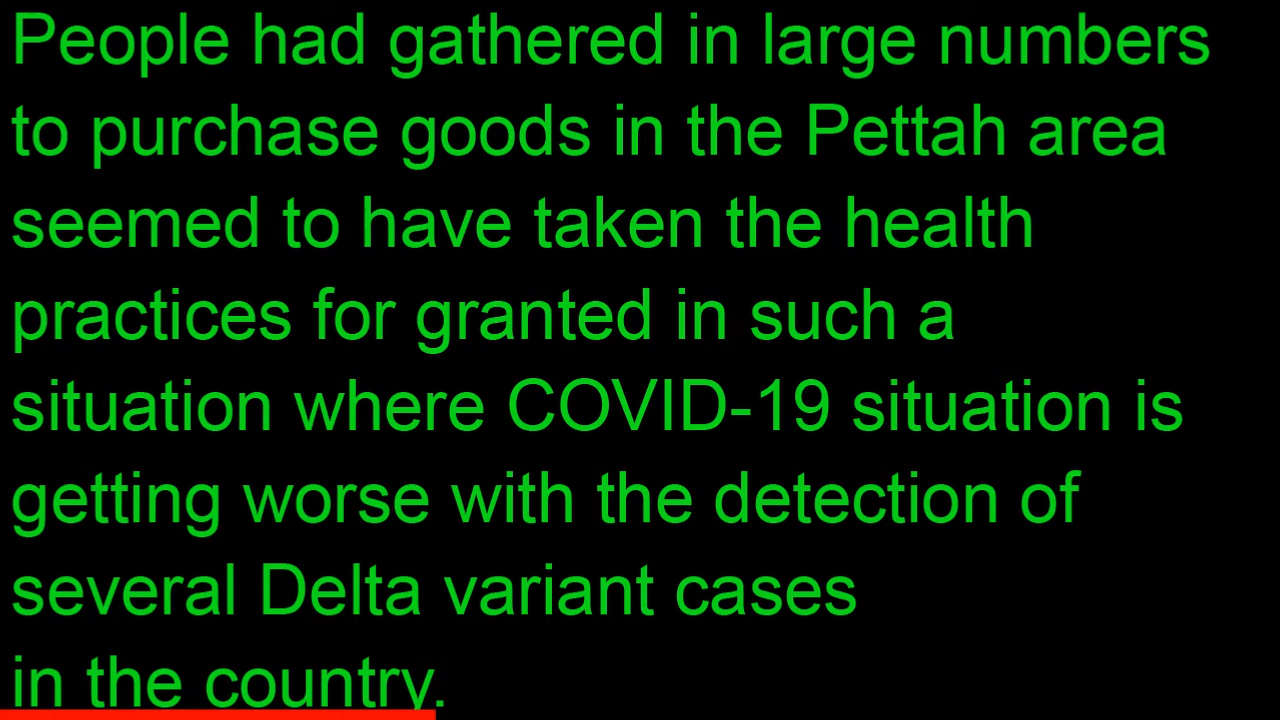 People had gathered in large numbers
to purchase goods in the Pettah area
seemed to have taken the health
practices for granted in such a
situation where COVID-19 situation is
getting worse with the detection of
several Delta variant cases
in the country.